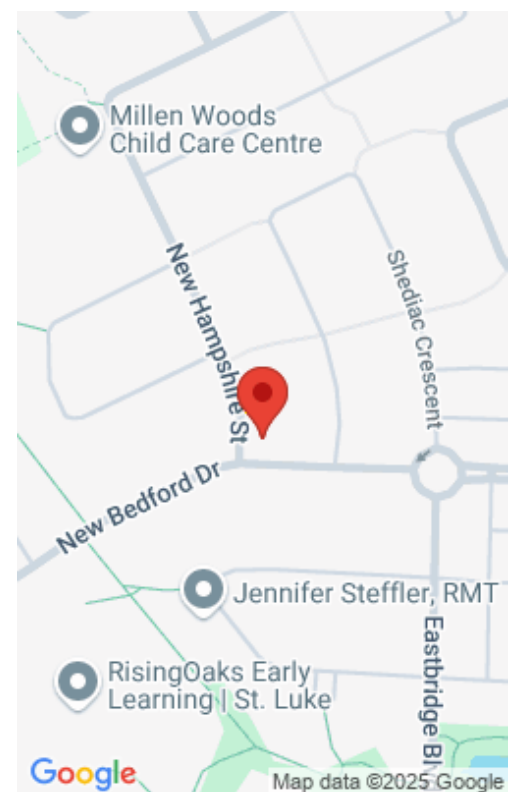 Millen Woods
Child Care Centre
New Hampshire St
Shediac Crescent
New Bedford Dr
Jennifer Steffler, RMT
Eastbridge Bl
RisingOaks Early
Learning | St. Luke
Google
Map data ©2025 Google